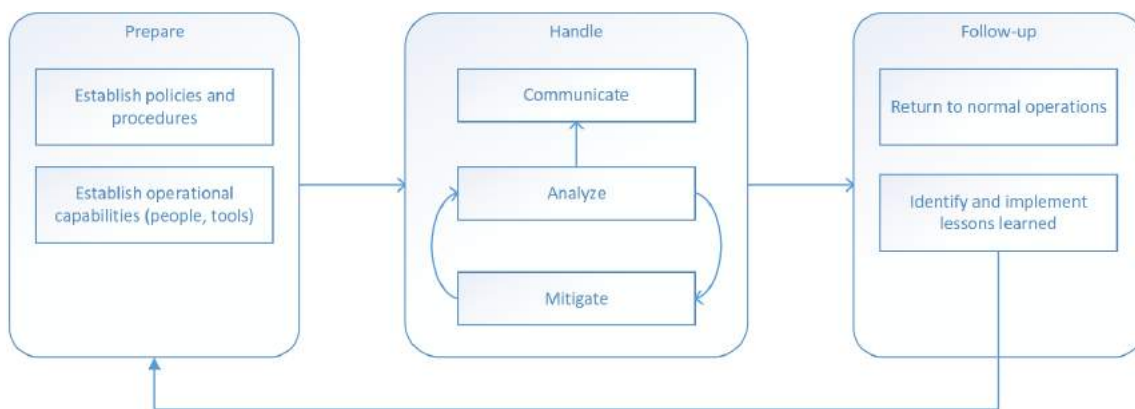 Prepare
Establish policies and
procedures
Establish operational
capabilities (people, tools)
Handle
Communicate
Analyze
Mitigate
Follow-up
Return to normal operations
Identify and implement
lessons learned